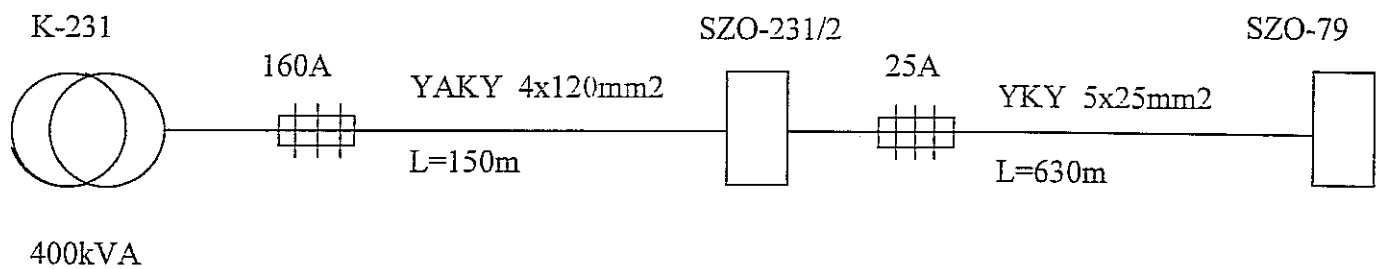 K-231
SZO-231/2
SZO-79
160A
25A
YAKY 4x120mm2
YKY 5x25mm2
L=150m
L=630m
400kVA